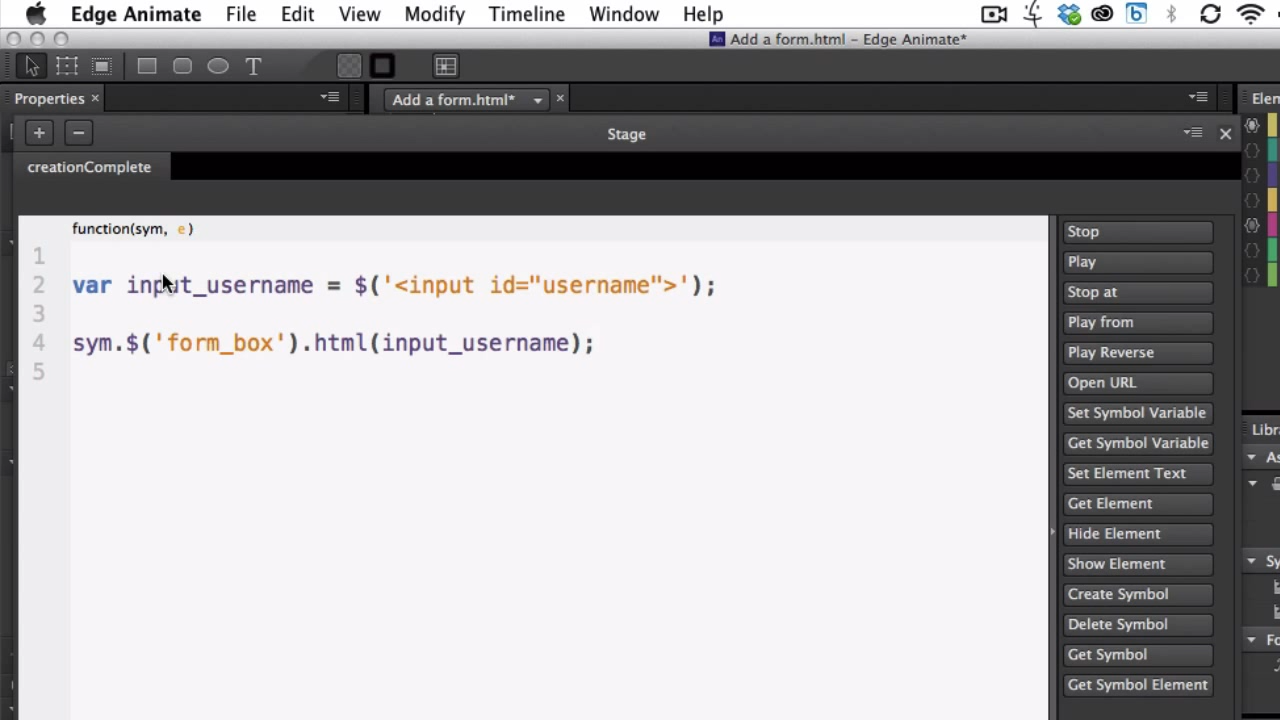 Edge Animate File Edit View Modify Timeline Window Help
An Add a form.html – Edge Animate*
T
Properties ×
Add a form.html* ×
+ − Stage
creationComplete
function(sym, e)
1
2 var input_username = $('<input id="username">');
3
4 sym.$('form_box').html(input_username);
5
Stop
Play
Stop at
Play from
Play Reverse
Open URL
Set Symbol Variable
Get Symbol Variable
Set Element Text
Get Element
Hide Element
Show Element
Create Symbol
Delete Symbol
Get Symbol
Get Symbol Element